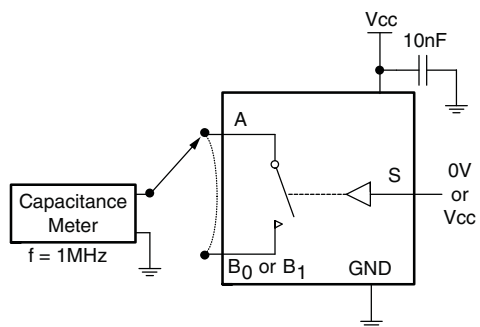 Vcc
10nF
A
S
0V
or
Vcc
Capacitance
Meter
f = 1MHz
B0 or B1
GND